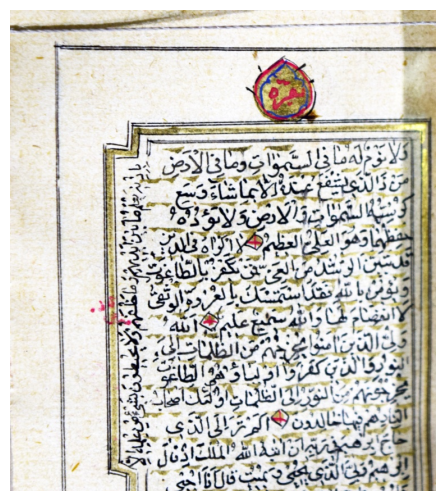 ولا نوم له ما في السموات وما في الارض
من ذا الذي يشفع عنده الا بما شاء وسع
كرسيه السموات والارض ولا يؤده
حفظهما وهو العلي العظيم لا اكراه في الدين
قد تبين الرشد من الغي فمن يكفر بالطاغوت
ويؤمن بالله فقد استمسك بالعروة الوثقى
لا انفصام لها والله سميع عليم الله
ولي الذين امنوا يخرجهم من الظلمات الى
النور والذين كفروا اولياؤهم الطاغوت
يخرجونهم من النور الى الظلمات اولئك اصحاب
النار هم فيها خالدون الم تر الى الذي
حاج ابرهيم في ربه ان اتيه الله الملك اذ قال
ابرهيم ربي الذي يحيي ويميت قال انا احيي
باذنه يعلم ما بين ايديهم وما خلفهم ولا يحيطون بشيء من علمه الا